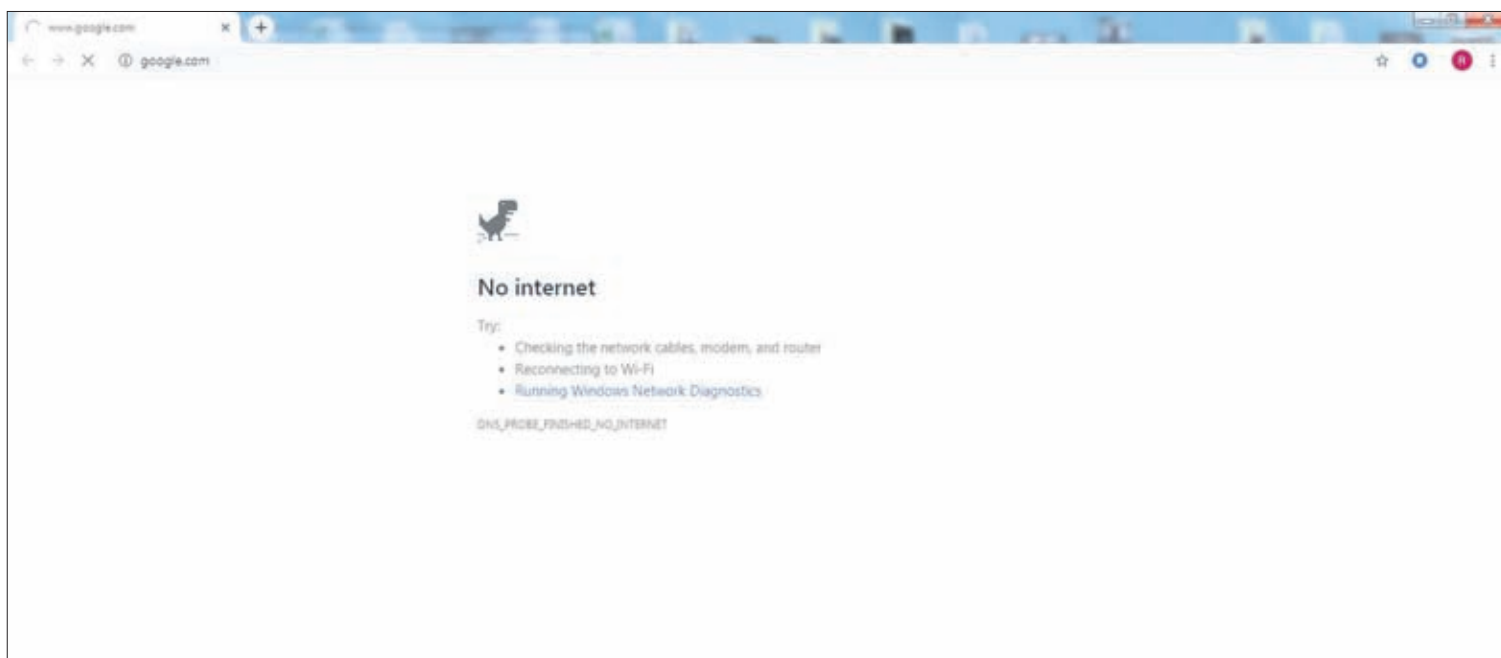 www.google.com
google.com
No internet
Try:
• Checking the network cables, modem, and router
• Reconnecting to Wi-Fi
• Running Windows Network Diagnostics
DNS_PROBE_FINISHED_NO_INTERNET